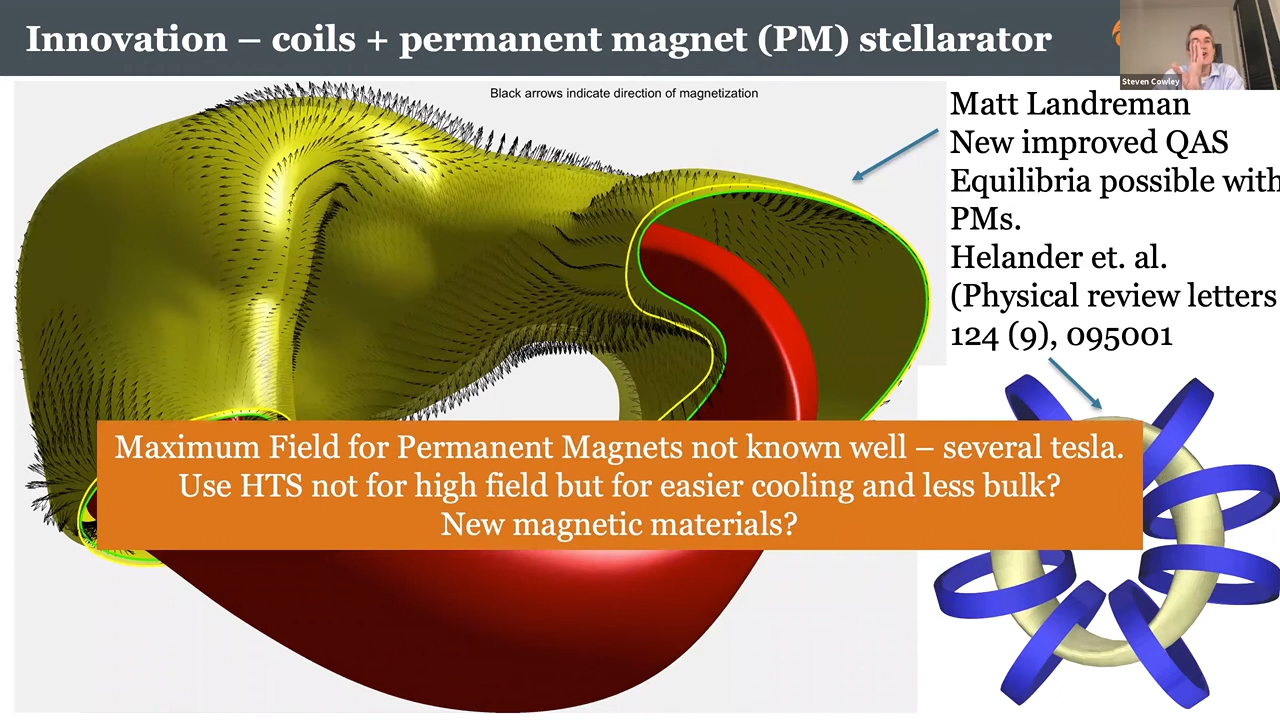 Innovation – coils + permanent magnet (PM) stellarator
Steven Cowley
Black arrows indicate direction of magnetization
Matt Landreman
New improved QAS
Equilibria possible with
PMs.
Helander et. al.
(Physical review letters
124 (9), 095001
Maximum Field for Permanent Magnets not known well – several tesla.
Use HTS not for high field but for easier cooling and less bulk?
New magnetic materials?